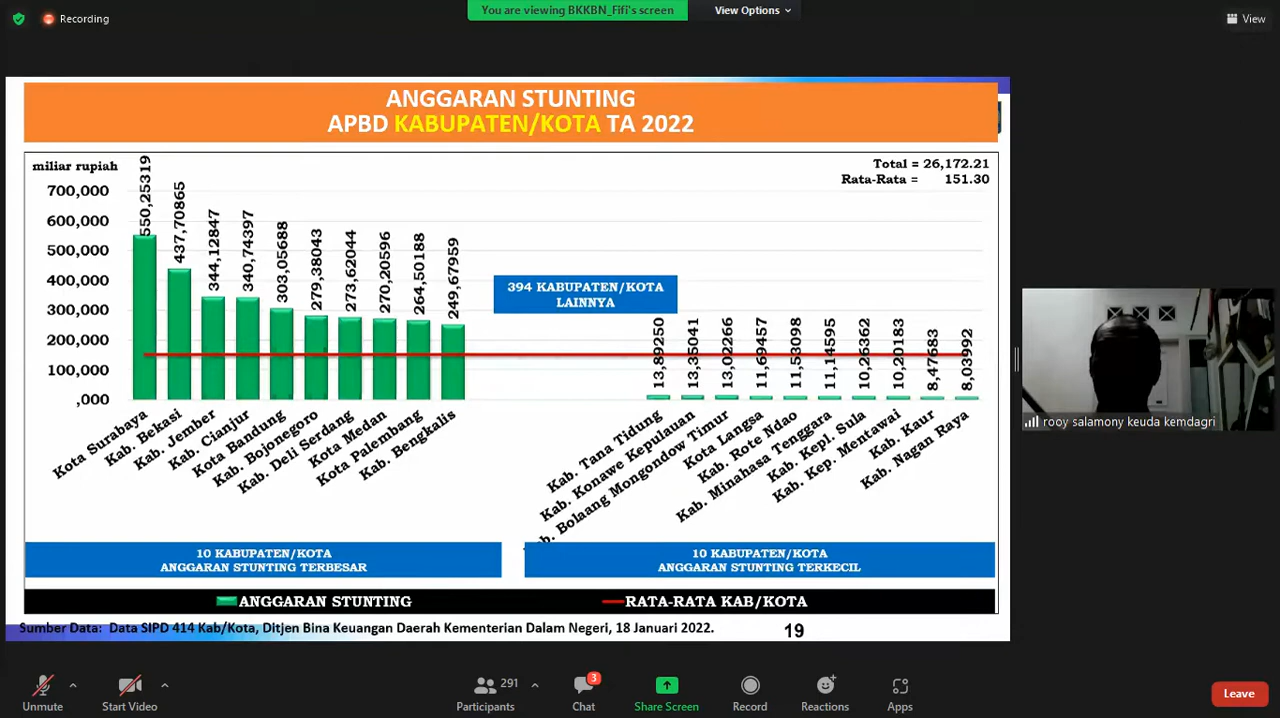 Recording
You are viewing BKKBN_Fifi's screen
View Options
View
ANGGARAN STUNTING
APBD KABUPATEN/KOTA TA 2022
miliar rupiah
Total = 26,172.21
Rata-Rata = 151.30
700,000
600,000
500,000
400,000
300,000
200,000
100,000
,000
550,25319
437,70865
344,12847
340,74397
303,05688
279,38043
273,62044
270,20596
264,50188
249,67959
394 KABUPATEN/KOTA
LAINNYA
13,89250
13,35041
13,02266
11,69457
11,53098
11,14595
10,26362
10,20183
8,47683
8,03992
Kota Surabaya
Kab. Bekasi
Kab. Jember
Kab. Cianjur
Kota Bandung
Kab. Bojonegoro
Kab. Deli Serdang
Kota Medan
Kota Palembang
Kab. Bengkalis
Kab. Tana Tidung
Kab. Konawe Kepulauan
b. Bolaang Mongondow Timur
Kota Langsa
Kab. Rote Ndao
Kab. Minahasa Tenggara
Kab. Kepl. Sula
Kab. Kep. Mentawai
Kab. Kaur
Kab. Nagan Raya
10 KABUPATEN/KOTA
ANGGARAN STUNTING TERBESAR
10 KABUPATEN/KOTA
ANGGARAN STUNTING TERKECIL
ANGGARAN STUNTING
RATA-RATA KAB/KOTA
Sumber Data: Data SIPD 414 Kab/Kota, Ditjen Bina Keuangan Daerah Kementerian Dalam Negeri, 18 Januari 2022.
19
rooy salamony keuda kemdagri
Unmute
Start Video
291
Participants
3
Chat
Share Screen
Record
Reactions
Apps
Leave